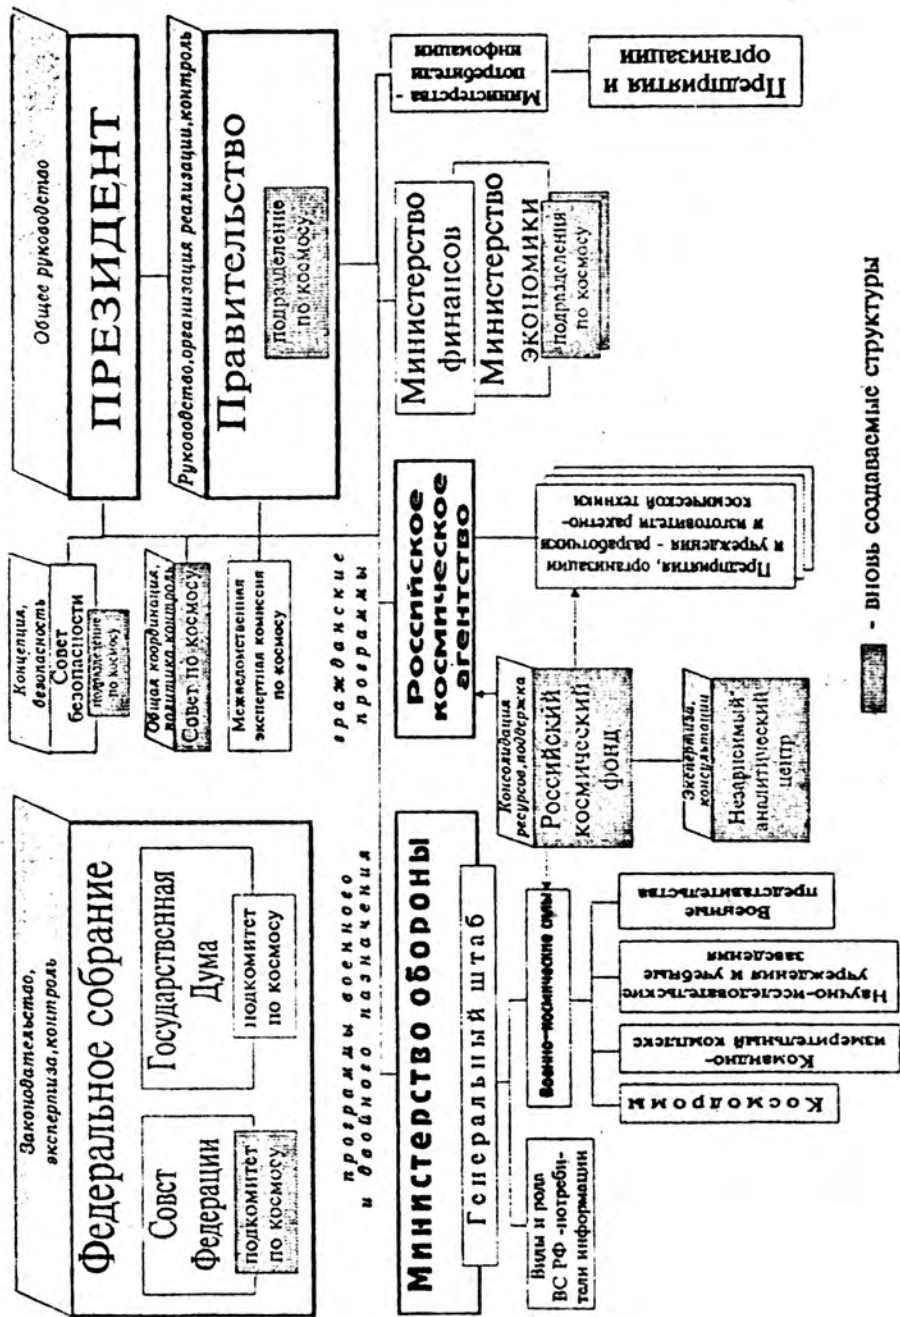 Законодательство,
экспертиза,контроль
Федеральное собрание
Совет
Федерации
подкомитет
по космосу
Государственная
Дума
подкомитет
по космосу
Концепция,
безопасность
Совет
безопасности
подразделение
по космосу
Общая координация,
политика,контроль
Совет по космосу
Межведомственная
экспертная комиссия
по космосу
Общее руководство
ПРЕЗИДЕНТ
Руководство,организация реализации,контроль
Правительство
подразделение
по космосу
програмы военного
и двойного назначения
гражданские
програмы
Министерство обороны
Генеральный штаб
Виды и рода
ВС РФ -потреби-
тели информации
Военно-космические силы
Космодромы
Командно-
измерительный комплекс
Научно-исследовательские
учреждения и учебные
заведения
Военные
представительства
Российское
космическое
агентство
Консолидация
ресурсов,поддержка
Российский
космический
фонд
Экспертиза,
консультации
Независимый
аналитический
центр
Предприятия, организации
и учреждения - разработчики
и изготовители ракетно-
космической техники
Министерство
финансов
Министерство
экономики
подразделения
по космосу
Министерства -
потребители
инфомации
Предприятия и
организации
- вновь создаваемые структуры